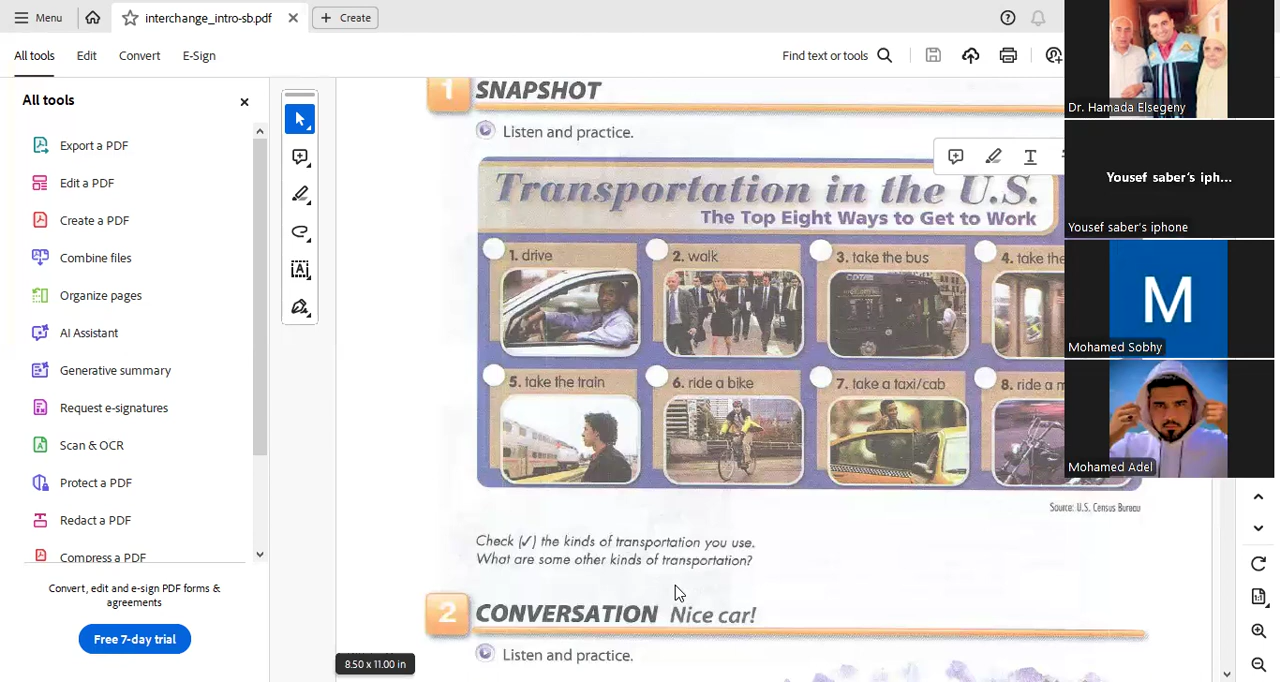 Menu
interchange_intro-sb.pdf
Create
All tools
Edit
Convert
E-Sign
Find text or tools
All tools
Export a PDF
Edit a PDF
Create a PDF
Combine files
Organize pages
AI Assistant
Generative summary
Request e-signatures
Scan & OCR
Protect a PDF
Redact a PDF
Compress a PDF
Convert, edit and e-sign PDF forms &
agreements
Free 7-day trial
1 SNAPSHOT
Listen and practice.
Transportation in the U.S.
The Top Eight Ways to Get to Work
1. drive
2. walk
3. take the bus
4. take the
5. take the train
6. ride a bike
7. take a taxi/cab
8. ride a m
Source: U.S. Census Bureau
Check (✓) the kinds of transportation you use.
What are some other kinds of transportation?
2 CONVERSATION Nice car!
Listen and practice.
8.50 x 11.00 in
Dr. Hamada Elsegeny
Yousef saber's iph...
Yousef saber's iphone
M
Mohamed Sobhy
Mohamed Adel